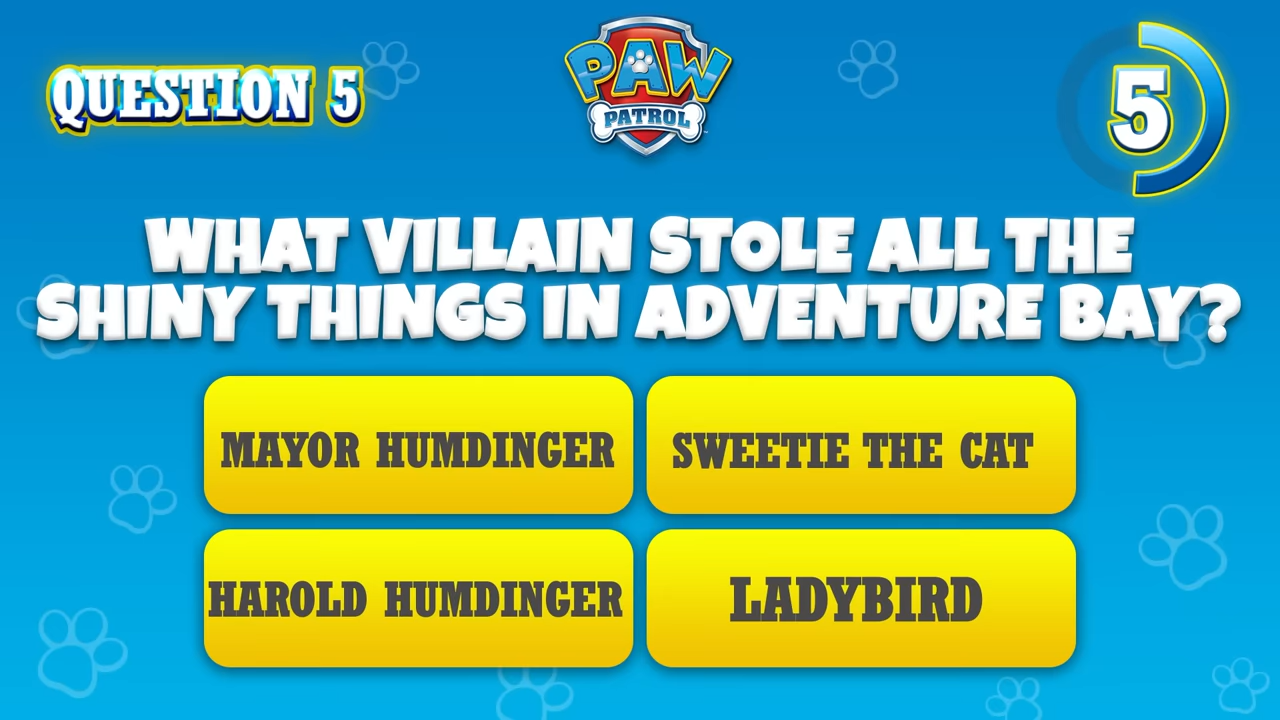 QUESTION 5
PAW
PATROL
5
WHAT VILLAIN STOLE ALL THE
SHINY THINGS IN ADVENTURE BAY?
MAYOR HUMDINGER
SWEETIE THE CAT
HAROLD HUMDINGER
LADYBIRD